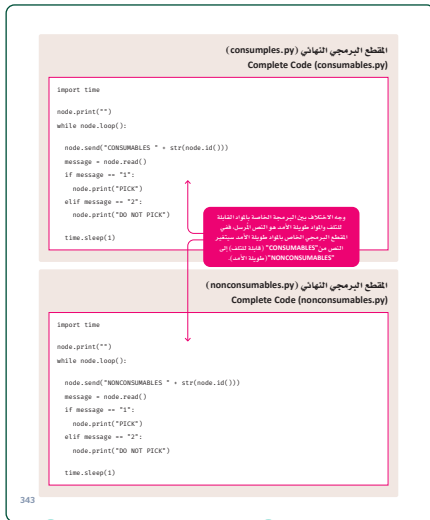 المقطع البرمجي النهائي (consumples.py)
Complete Code (consumables.py)
import time
node.print("")
while node.loop():
node.send("CONSUMABLES " + str(node.id()))
message = node.read()
if message == "1":
node.print("PICK")
elif message == "2":
node.print("DO NOT PICK")
time.sleep(1)
وجه الاختلاف بين البرمجة الخاصة بالمواد القابلة
للتلف والمواد طويلة الأمد هو النص المُرسل، ففي
المقطع البرمجي الخاص بالمواد طويلة الأمد سيتغير
النص من "CONSUMABLES" (قابلة للتلف) إلى
"NONCONSUMABLES" (طويلة الأمد).
المقطع البرمجي النهائي (nonconsumables.py)
Complete Code (nonconsumables.py)
import time
node.print("")
while node.loop():
node.send("NONCONSUMABLES " + str(node.id()))
message = node.read()
if message == "1":
node.print("PICK")
elif message == "2":
node.print("DO NOT PICK")
time.sleep(1)
343